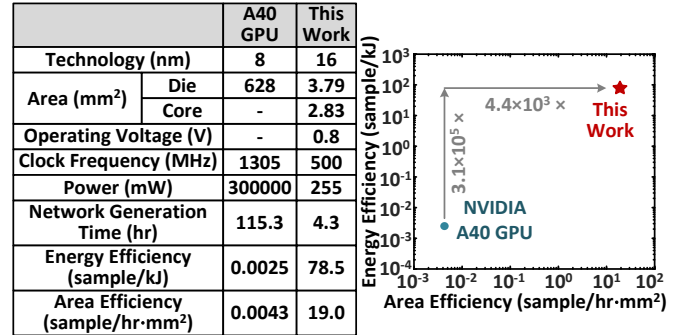 A40 GPU This Work
Technology (nm) 8 16
Area (mm²) Die 628 3.79
Core - 2.83
Operating Voltage (V) - 0.8
Clock Frequency (MHz) 1305 500
Power (mW) 300000 255
Network Generation Time (hr) 115.3 4.3
Energy Efficiency (sample/kJ) 0.0025 78.5
Area Efficiency (sample/hr·mm²) 0.0043 19.0
Energy Efficiency (sample/kJ)
10³
10²
10¹
10⁰
10⁻¹
10⁻²
10⁻³
10⁻⁴
4.4×10³ ×
This
Work
3.1×10⁵ ×
NVIDIA
A40 GPU
10⁻³ 10⁻² 10⁻¹ 10⁰ 10¹ 10²
Area Efficiency (sample/hr·mm²)